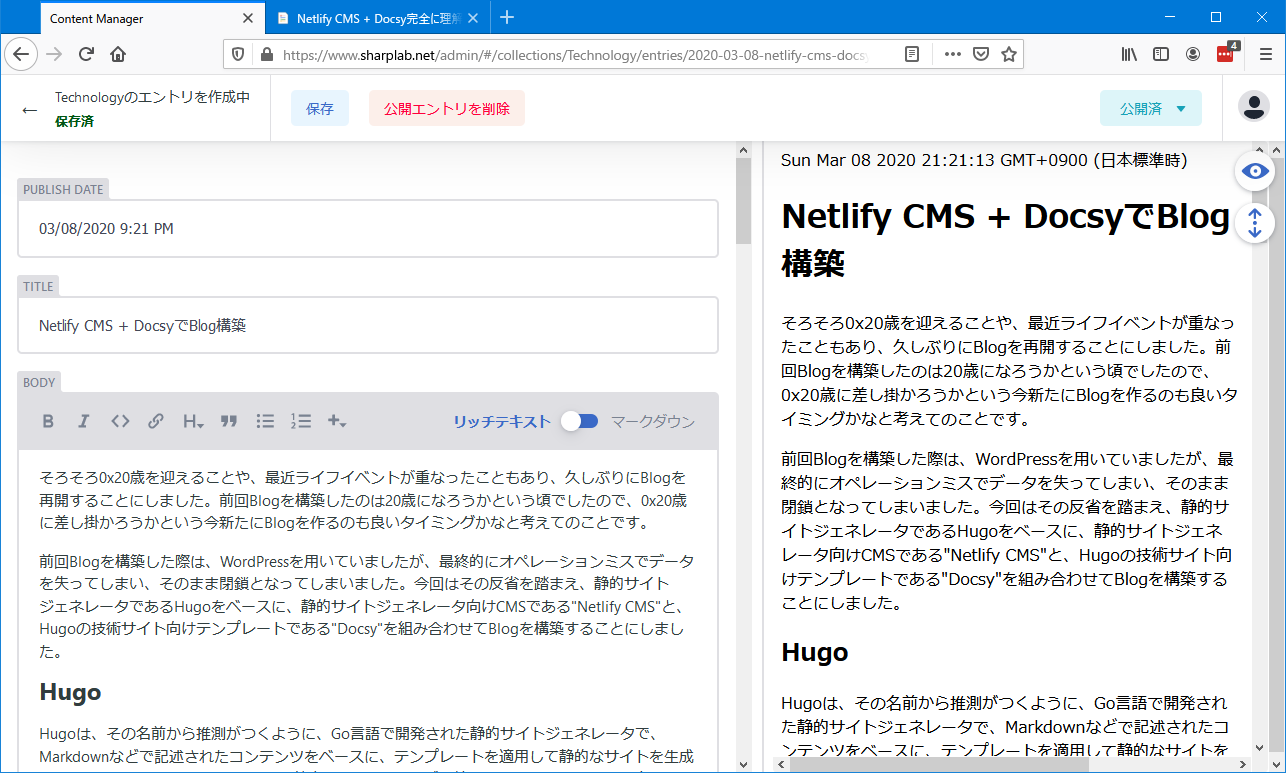 Content Manager
Netlify CMS + Docsy完全に理解
https://www.sharplab.net/admin/#/collections/Technology/entries/2020-03-08-netlify-cms-docsy
4
Technologyのエントリを作成中
保存済
保存
公開エントリを削除
公開済
PUBLISH DATE
03/08/2020 9:21 PM
TITLE
Netlify CMS + DocsyでBlog構築
BODY
リッチテキスト
マークダウン
そろそろ0x20歳を迎えることや、最近ライフイベントが重なったこともあり、久しぶりにBlogを
再開することにしました。前回Blogを構築したのは20歳になろうかという頃でしたので、0x20歳
に差し掛かろうかという今新たにBlogを作るのも良いタイミングかなと考えてのことです。
前回Blogを構築した際は、WordPressを用いていましたが、最終的にオペレーションミスでデータ
を失ってしまい、そのまま閉鎖となってしまいました。今回はその反省を踏まえ、静的サイト
ジェネレータであるHugoをベースに、静的サイトジェネレータ向けCMSである"Netlify CMS"と、
Hugoの技術サイト向けテンプレートである"Docsy"を組み合わせてBlogを構築することにしまし
た。
Hugo
Hugoは、その名前から推測がつくように、Go言語で開発された静的サイトジェネレータで、
Markdownなどで記述されたコンテンツをベースに、テンプレートを適用して静的なサイトを生成
Sun Mar 08 2020 21:21:13 GMT+0900 (日本標準時)
Netlify CMS + DocsyでBlog
構築
そろそろ0x20歳を迎えることや、最近ライフイベントが重なっ
たこともあり、久しぶりにBlogを再開することにしました。前
回Blogを構築したのは20歳になろうかという頃でしたので、
0x20歳に差し掛かろうかという今新たにBlogを作るのも良いタ
イミングかなと考えてのことです。
前回Blogを構築した際は、WordPressを用いていましたが、最
終的にオペレーションミスでデータを失ってしまい、そのまま
閉鎖となってしまいました。今回はその反省を踏まえ、静的サ
イトジェネレータであるHugoをベースに、静的サイトジェネ
レータ向けCMSである"Netlify CMS"と、Hugoの技術サイト向
けテンプレートである"Docsy"を組み合わせてBlogを構築する
ことにしました。
Hugo
Hugoは、その名前から推測がつくように、Go言語で開発され
た静的サイトジェネレータで、Markdownなどで記述されたコ
ンテンツをベースに、テンプレートを適用して静的なサイトを